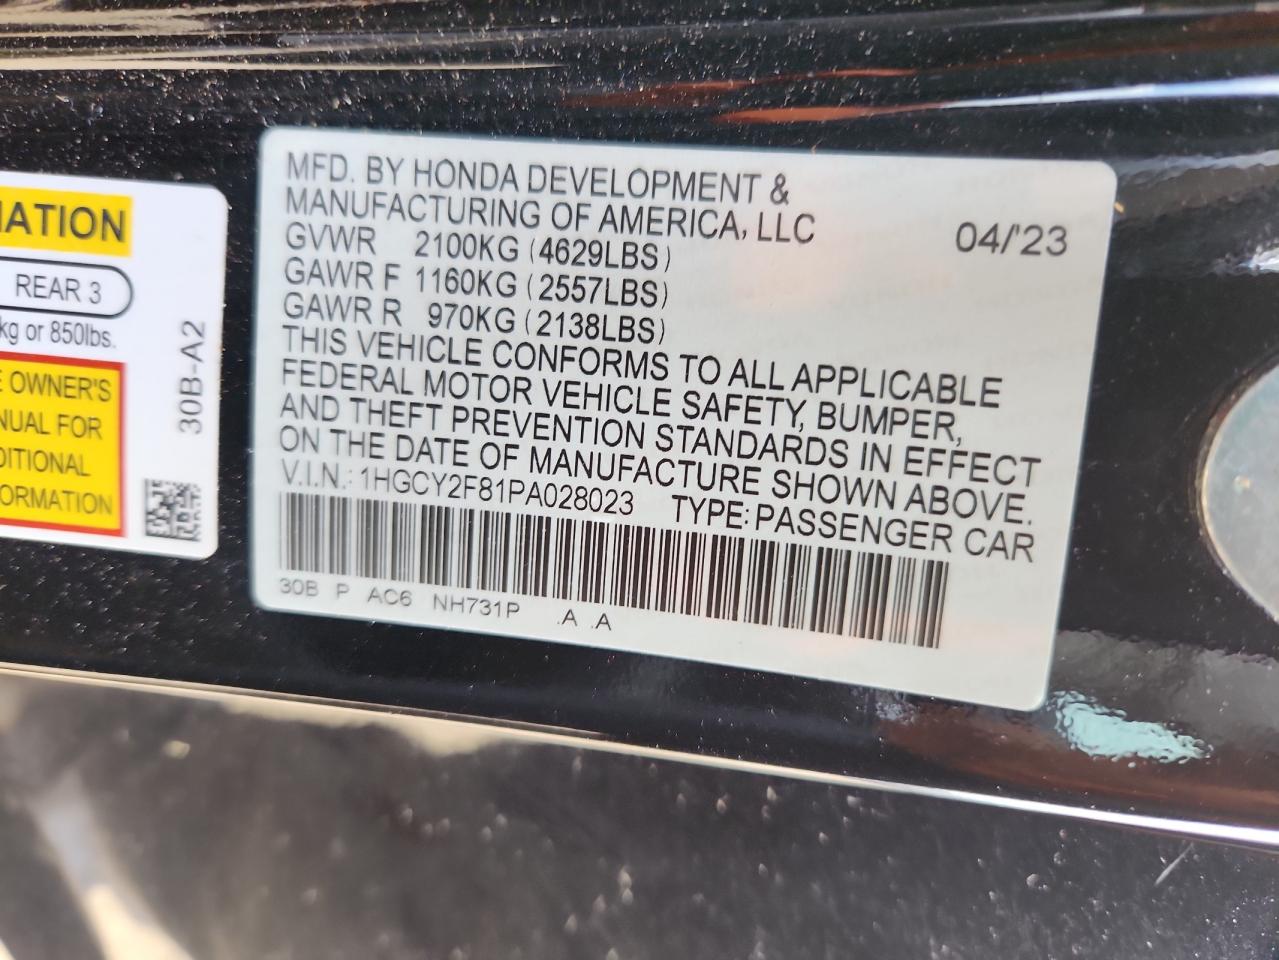 MATION
REAR 3
kg or 850lbs.
E OWNER'S
NUAL FOR
DITIONAL
FORMATION
30B-A2
MFD. BY HONDA DEVELOPMENT &
MANUFACTURING OF AMERICA, LLC 04/'23
GVWR 2100KG (4629LBS)
GAWR F 1160KG (2557LBS)
GAWR R 970KG (2138LBS)
THIS VEHICLE CONFORMS TO ALL APPLICABLE
FEDERAL MOTOR VEHICLE SAFETY, BUMPER,
AND THEFT PREVENTION STANDARDS IN EFFECT
ON THE DATE OF MANUFACTURE SHOWN ABOVE.
V.I.N.: 1HGCY2F81PA028023 TYPE: PASSENGER CAR
30B P AC6 NH731P .A .A